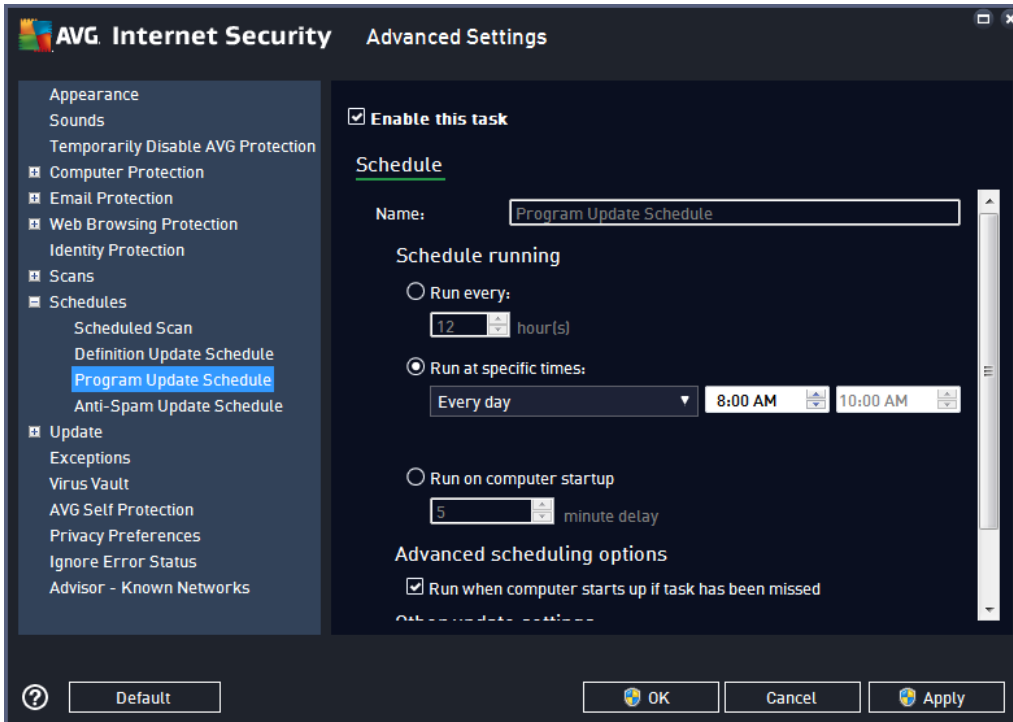 AVG Internet Security Advanced Settings
Appearance
Sounds
Temporarily Disable AVG Protection
Computer Protection
Email Protection
Web Browsing Protection
Identity Protection
Scans
Schedules
Scheduled Scan
Definition Update Schedule
Program Update Schedule
Anti-Spam Update Schedule
Update
Exceptions
Virus Vault
AVG Self Protection
Privacy Preferences
Ignore Error Status
Advisor - Known Networks
Enable this task
Schedule
Name: Program Update Schedule
Schedule running
Run every:
12 hour(s)
Run at specific times:
Every day 8:00 AM 10:00 AM
Run on computer startup
5 minute delay
Advanced scheduling options
Run when computer starts up if task has been missed
Other update settings
? Default OK Cancel Apply